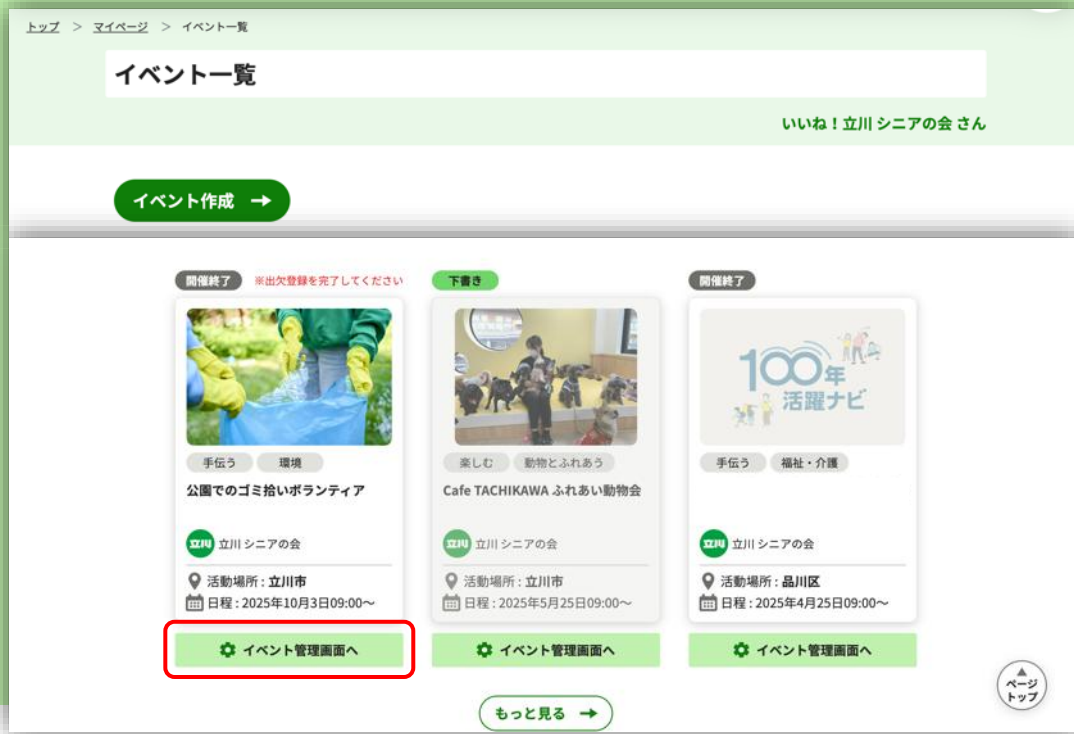 トップ > マイページ > イベント一覧
イベント一覧
いいね！立川 シニアの会 さん
イベント作成 →
開催終了 ※出欠登録を完了してください
手伝う 環境
公園でのゴミ拾いボランティア
立川 立川 シニアの会
活動場所 : 立川市
日程 : 2025年10月3日09:00～
イベント管理画面へ
下書き
楽しむ 動物とふれあう
Cafe TACHIKAWA ふれあい動物会
立川 立川 シニアの会
活動場所 : 立川市
日程 : 2025年5月25日09:00～
イベント管理画面へ
開催終了
100年
活躍ナビ
手伝う 福祉・介護
立川 立川 シニアの会
活動場所 : 品川区
日程 : 2025年4月25日09:00～
イベント管理画面へ
もっと見る →
ページ
トップ